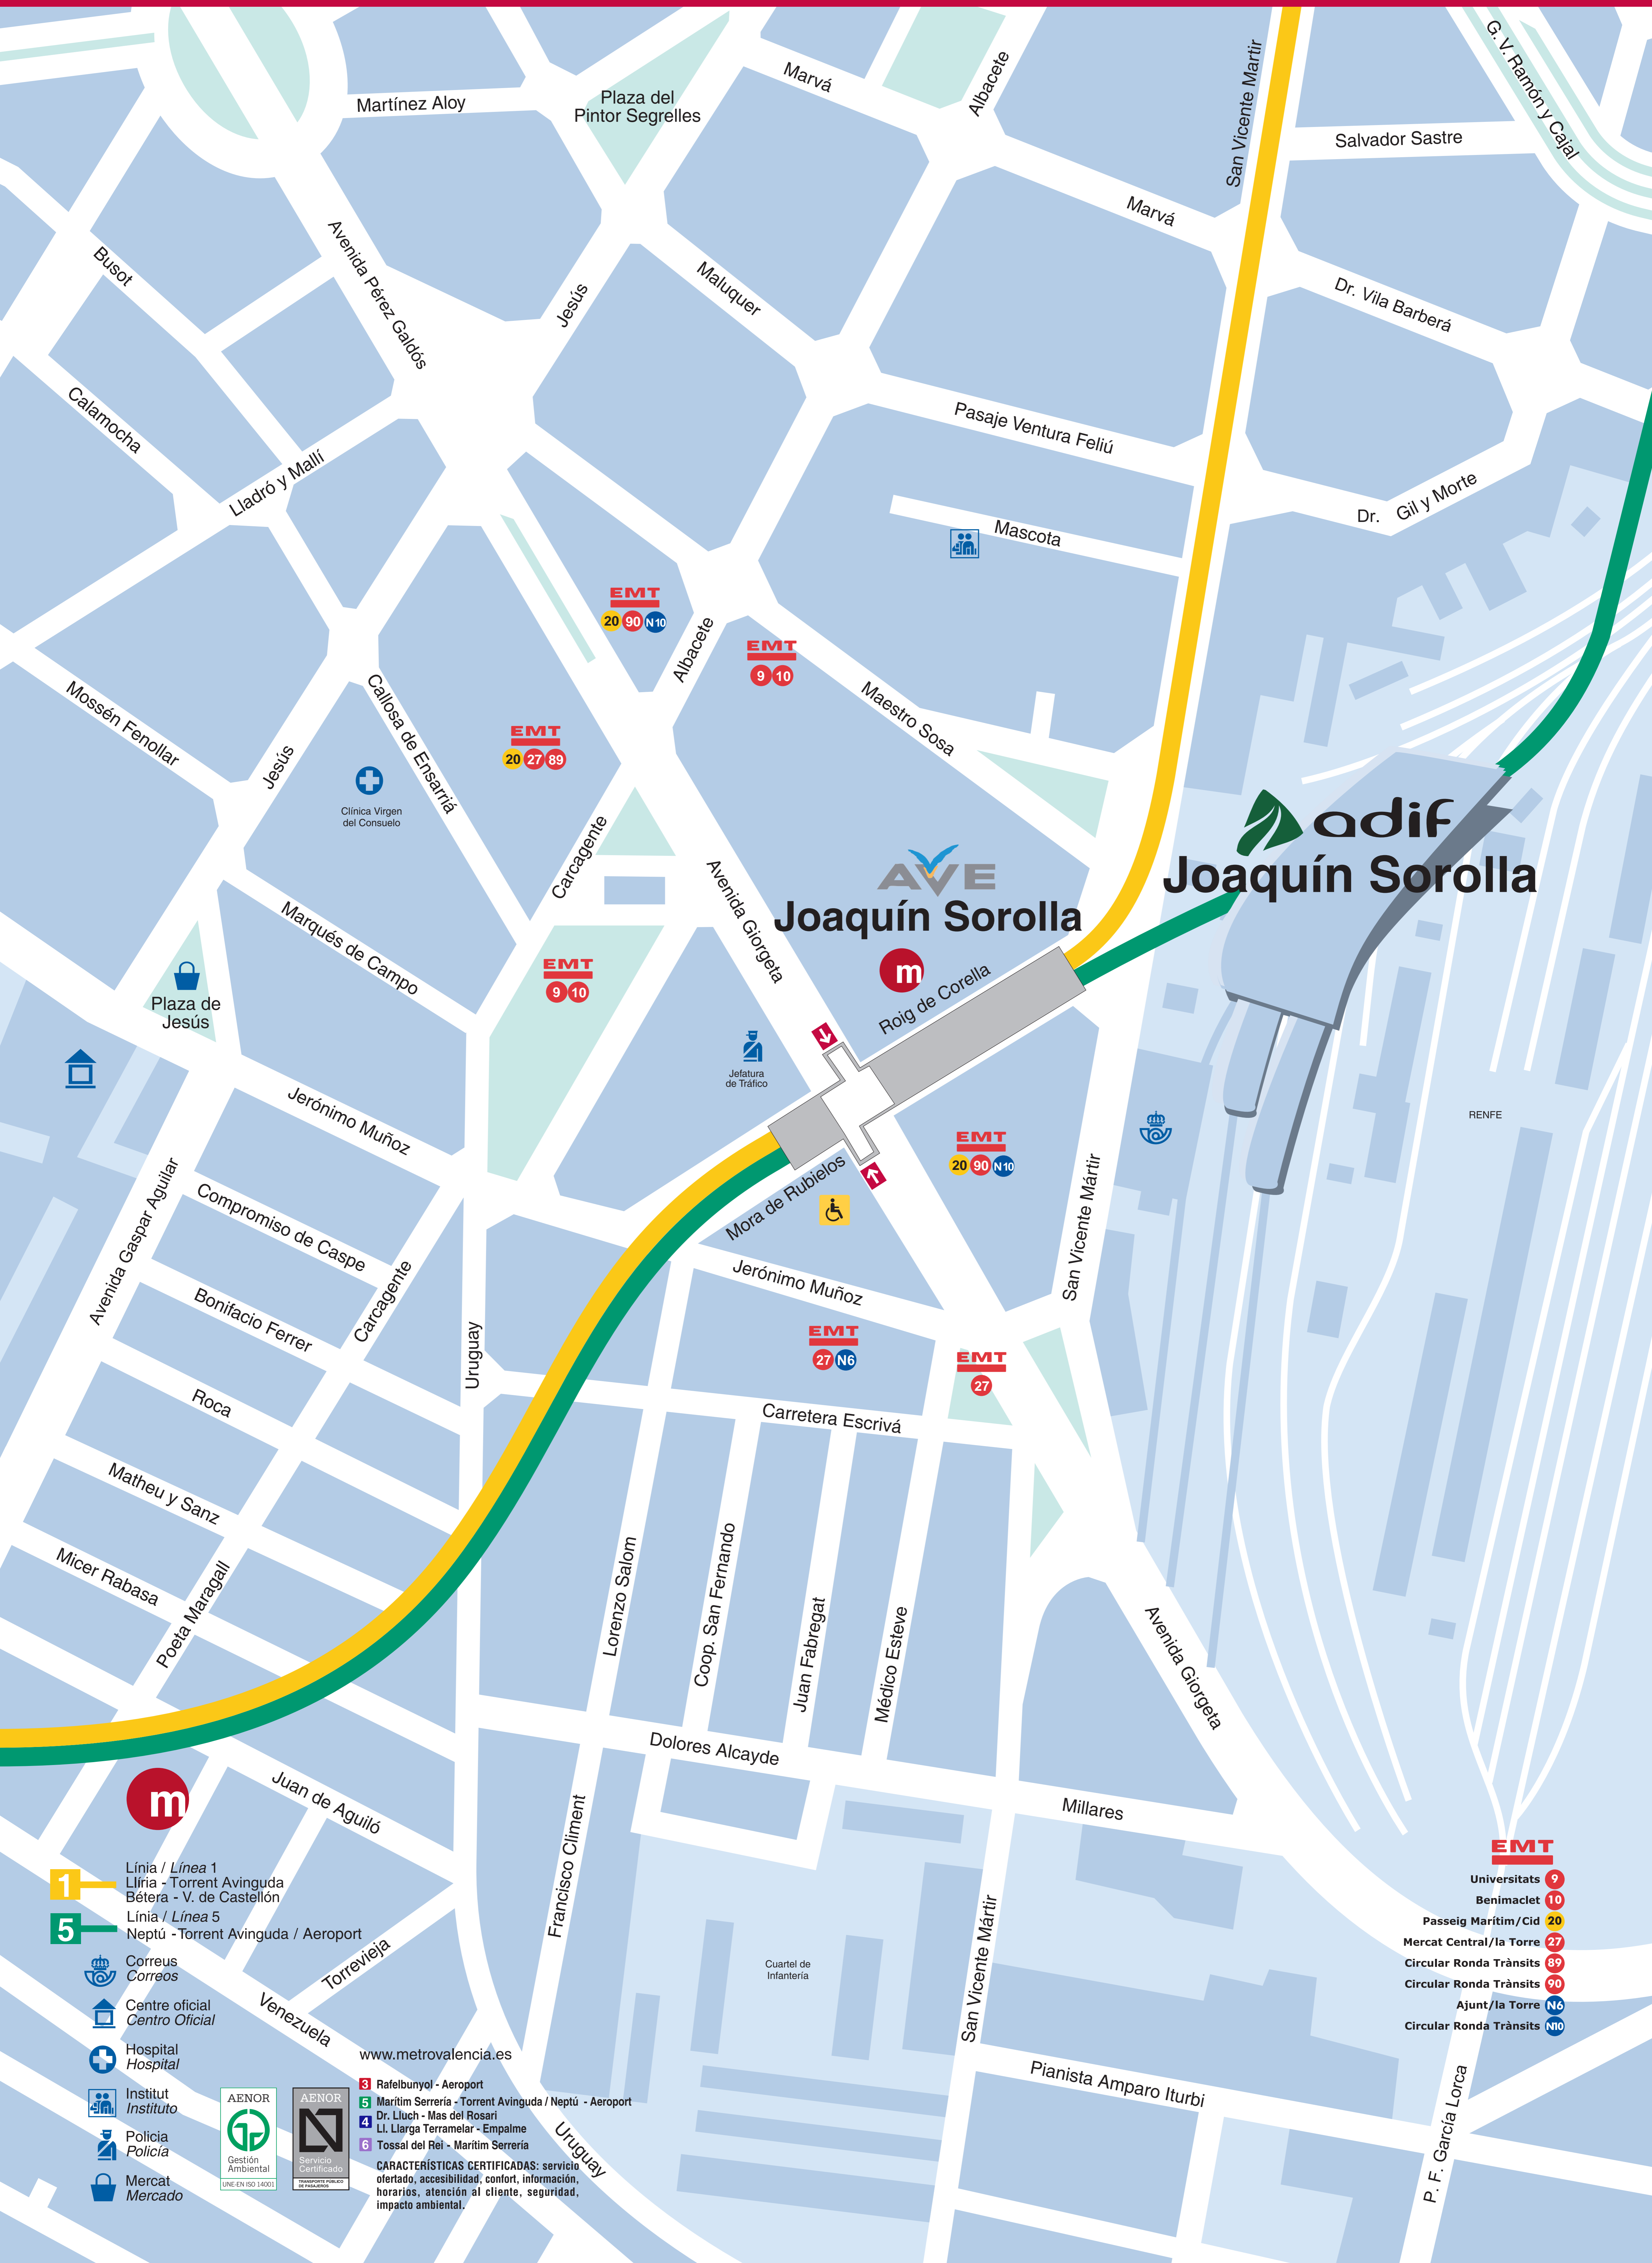 G. V. Ramón y Cajal
San Vicente Martir
Marvá
Albacete
Martínez Aloy
Plaza del
Pintor Segrelles
Salvador Sastre
Marvá
Avenida Pérez Galdós
Busot
Jesús
Maluquer
Dr. Vila Barberá
Calamocha
Pasaje Ventura Feliú
Lladró y Mallí
Dr. Gil y Morte
Mascota
EMT
20 90 N10
Albacete
EMT
9 10
Mossén Fenollar
Callosa de Ensarriá
Maestro Sosa
EMT
20 27 89
Jesús
Clínica Virgen
del Consuelo
adif
Joaquín Sorolla
Carcagente
Avenida Giorgeta
AVE
Joaquín Sorolla
m
Roig de Corella
Marqués de Campo
EMT
9 10
Plaza de
Jesús
Jefatura
de Tráfico
RENFE
Jerónimo Muñoz
EMT
20 90 N10
Mora de Rubielos
San Vicente Mártir
Avenida Gaspar Aguilar
Compromiso de Caspe
Carcagente
Jerónimo Muñoz
Bonifacio Ferrer
Uruguay
EMT
27 N6
EMT
27
Roca
Carretera Escrivá
Matheu y Sanz
Micer Rabasa
Poeta Maragall
Lorenzo Salom
Coop. San Fernando
Juan Fabregat
Médico Esteve
Avenida Giorgeta
Dolores Alcayde
Juan de Aguiló
Millares
Francisco Climent
San Vicente Mártir
Cuartel de
Infantería
Torrevieja
Venezuela
Uruguay
Pianista Amparo Iturbi
P. F. García Lorca
m
1
Línia / Línea 1
Llíria - Torrent Avinguda
Bétera - V. de Castellón
5
Línia / Línea 5
Neptú - Torrent Avinguda / Aeroport
Correus
Correos
Centre oficial
Centro Oficial
Hospital
Hospital
Institut
Instituto
Policia
Policía
Mercat
Mercado
AENOR
Gestión
Ambiental
UNE-EN ISO 14001
AENOR
Servicio
Certificado
TRANSPORTE PÚBLICO
DE PASAJEROS
www.metrovalencia.es
3 Rafelbunyol - Aeroport
5 Marítim Serrería - Torrent Avinguda / Neptú - Aeroport
4 Dr. Lluch - Mas del Rosari
Ll. Llarga Terramelar - Empalme
6 Tossal del Rei - Marítim Serrería
CARACTERÍSTICAS CERTIFICADAS: servicio
ofertado, accesibilidad, confort, información,
horarios, atención al cliente, seguridad,
impacto ambiental.
EMT
Universitats 9
Benimaclet 10
Passeig Marítim/Cid 20
Mercat Central/la Torre 27
Circular Ronda Trànsits 89
Circular Ronda Trànsits 90
Ajunt/la Torre N6
Circular Ronda Trànsits N10